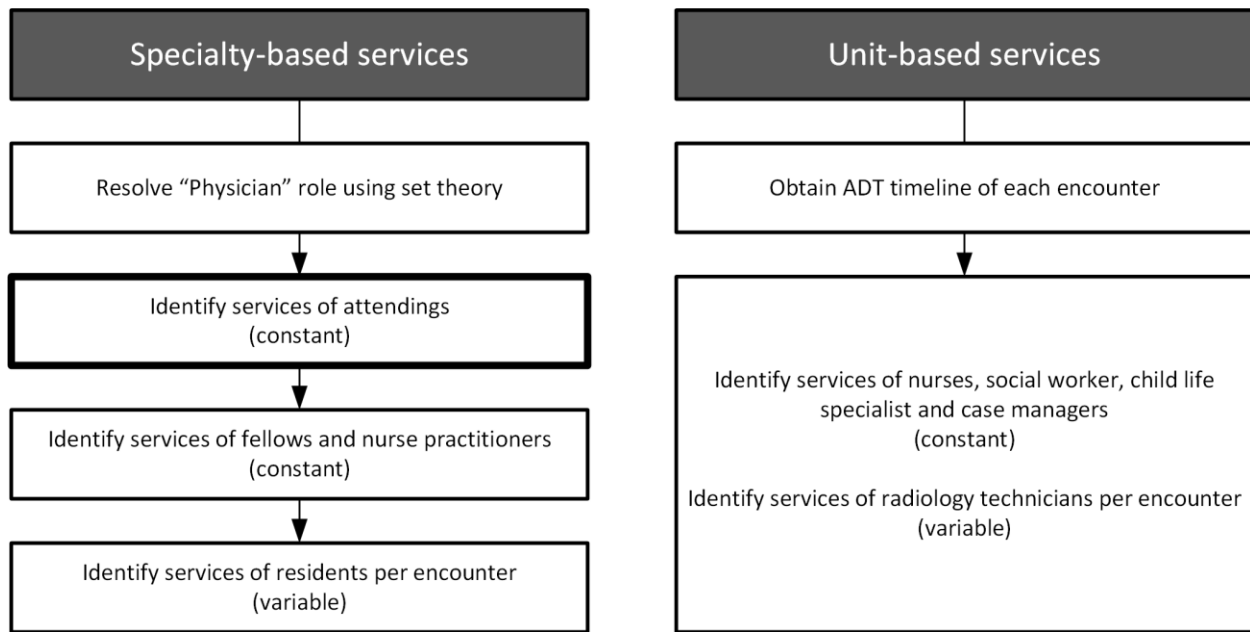 Specialty-based services
Resolve “Physician” role using set theory
Identify services of attendings
(constant)
Identify services of fellows and nurse practitioners
(constant)
Identify services of residents per encounter
(variable)
Unit-based services
Obtain ADT timeline of each encounter
Identify services of nurses, social worker, child life
specialist and case managers
(constant)
Identify services of radiology technicians per encounter
(variable)